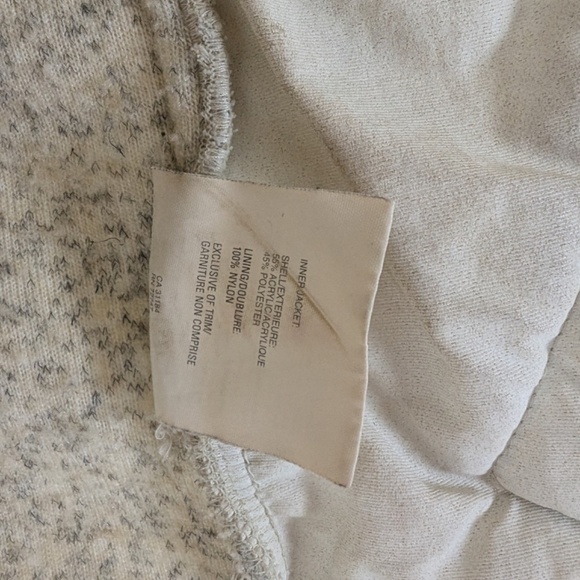 INNER JACKET:
SHELL/EXTERIEURE:
55% ACRYLIC/ACRYLIQUE
45% POLYESTER
LINING/DOUBLURE:
100% NYLON
EXCLUSIVE OF TRIM/
GARNITURE NON COMPRISE
CA 31184